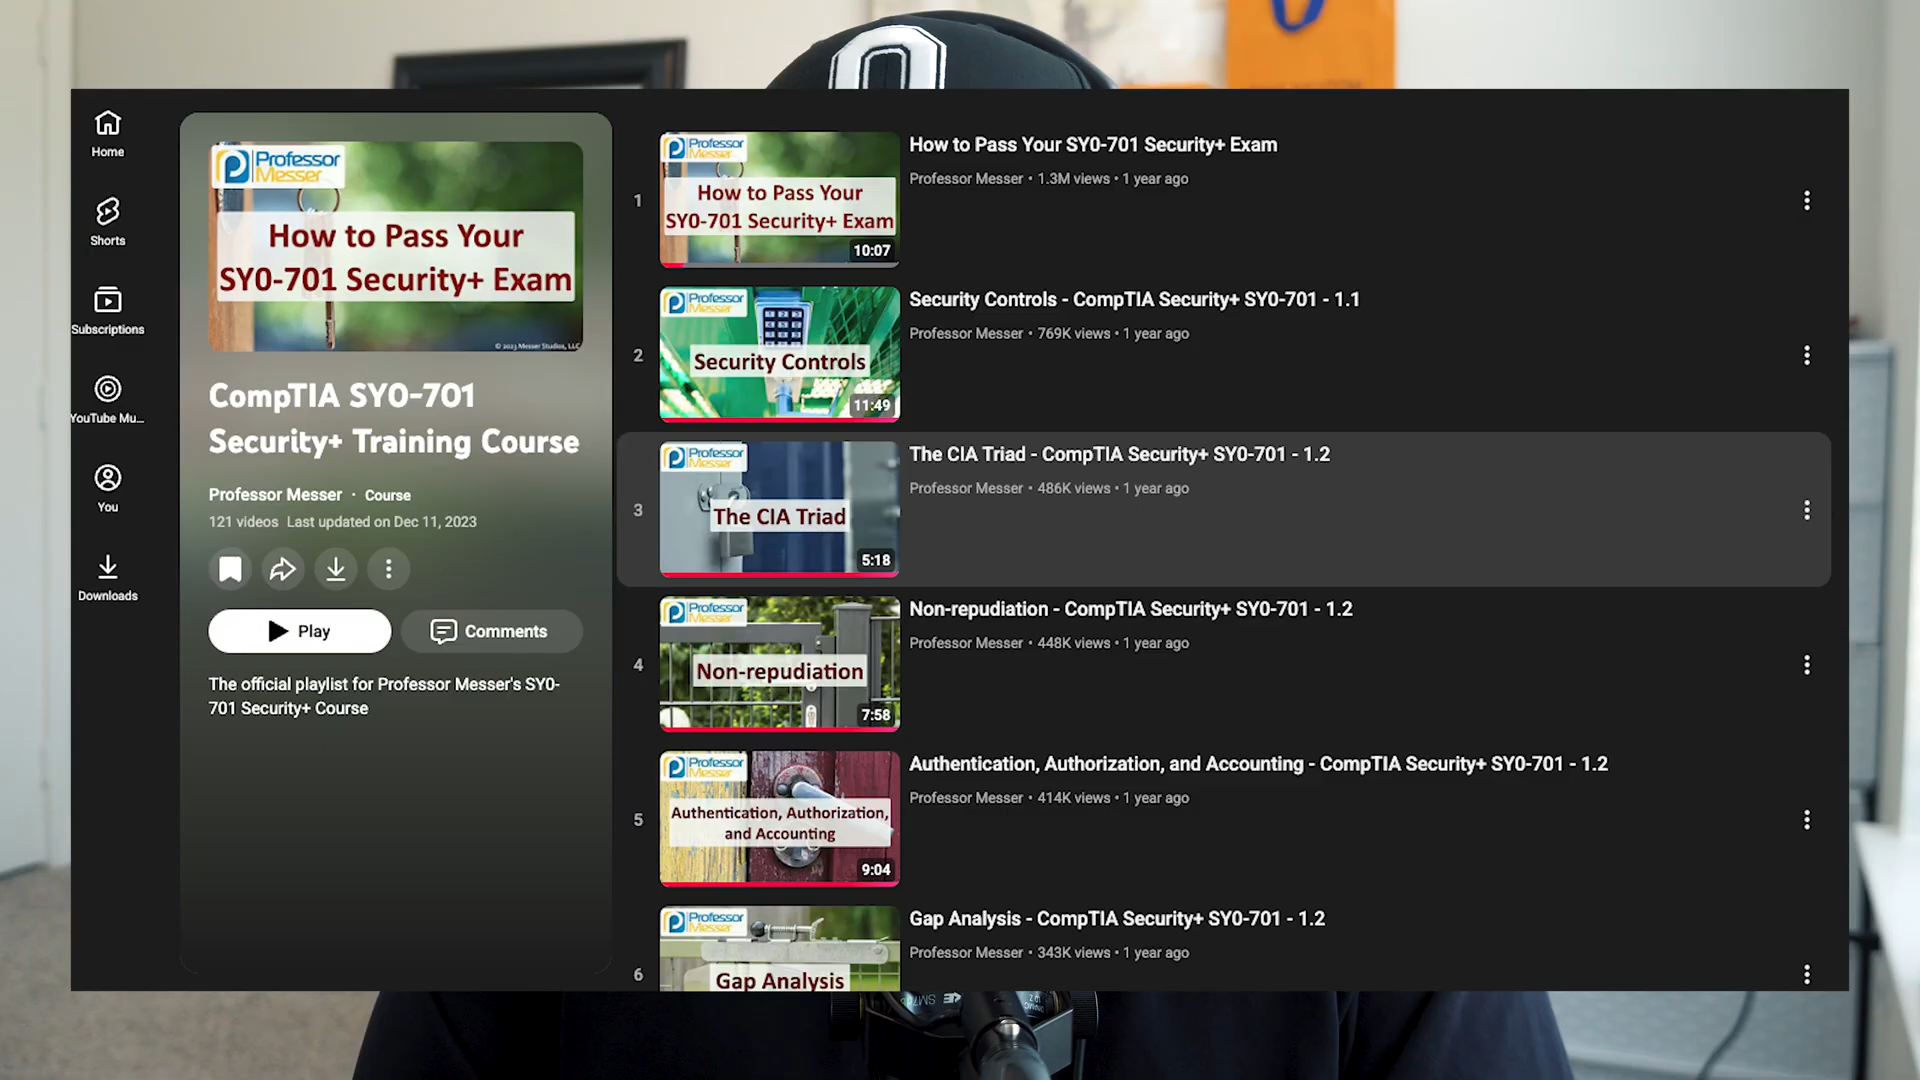 O
Home
Shorts
Subscriptions
YouTube Mu...
You
Downloads
Professor
Messer
How to Pass Your
SY0-701 Security+ Exam
© 2023 Messer Studios, LLC
CompTIA SY0-701
Security+ Training Course
Professor Messer · Course
121 videos Last updated on Dec 11, 2023
Play
Comments
The official playlist for Professor Messer's SY0-
701 Security+ Course
1
Professor
Messer
How to Pass Your
SY0-701 Security+ Exam
10:07
How to Pass Your SY0-701 Security+ Exam
Professor Messer • 1.3M views • 1 year ago
2
Professor
Messer
Security Controls
11:49
Security Controls - CompTIA Security+ SY0-701 - 1.1
Professor Messer • 769K views • 1 year ago
3
Professor
Messer
The CIA Triad
5:18
The CIA Triad - CompTIA Security+ SY0-701 - 1.2
Professor Messer • 486K views • 1 year ago
4
Professor
Messer
Non-repudiation
7:58
Non-repudiation - CompTIA Security+ SY0-701 - 1.2
Professor Messer • 448K views • 1 year ago
5
Professor
Messer
Authentication, Authorization,
and Accounting
9:04
Authentication, Authorization, and Accounting - CompTIA Security+ SY0-701 - 1.2
Professor Messer • 414K views • 1 year ago
6
Professor
Messer
Gap Analysis
Gap Analysis - CompTIA Security+ SY0-701 - 1.2
Professor Messer • 343K views • 1 year ago